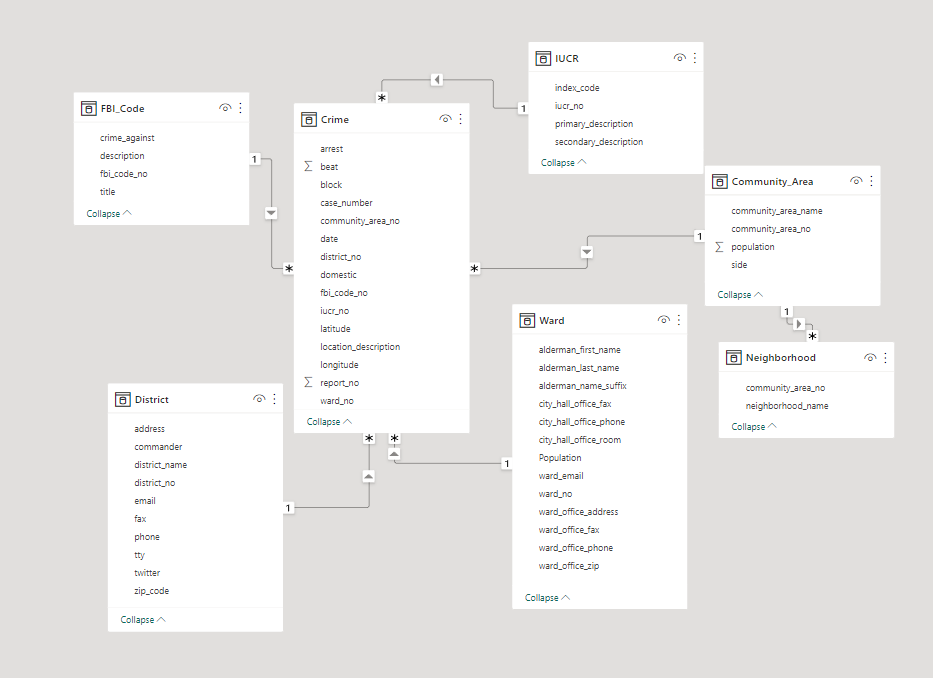 FBI_Code
crime_against
description
fbi_code_no
title
Collapse
1
*
Crime
arrest
∑ beat
block
case_number
community_area_no
date
district_no
domestic
fbi_code_no
iucr_no
latitude
location_description
longitude
∑ report_no
ward_no
Collapse
*
1
IUCR
index_code
iucr_no
primary_description
secondary_description
Collapse
*
1
Community_Area
community_area_name
community_area_no
∑ population
side
Collapse
1
*
Neighborhood
community_area_no
neighborhood_name
Collapse
District
address
commander
district_name
district_no
email
fax
phone
tty
twitter
zip_code
Collapse
1
*
*
1
Ward
alderman_first_name
alderman_last_name
alderman_name_suffix
city_hall_office_fax
city_hall_office_phone
city_hall_office_room
Population
ward_email
ward_no
ward_office_address
ward_office_fax
ward_office_phone
ward_office_zip
Collapse